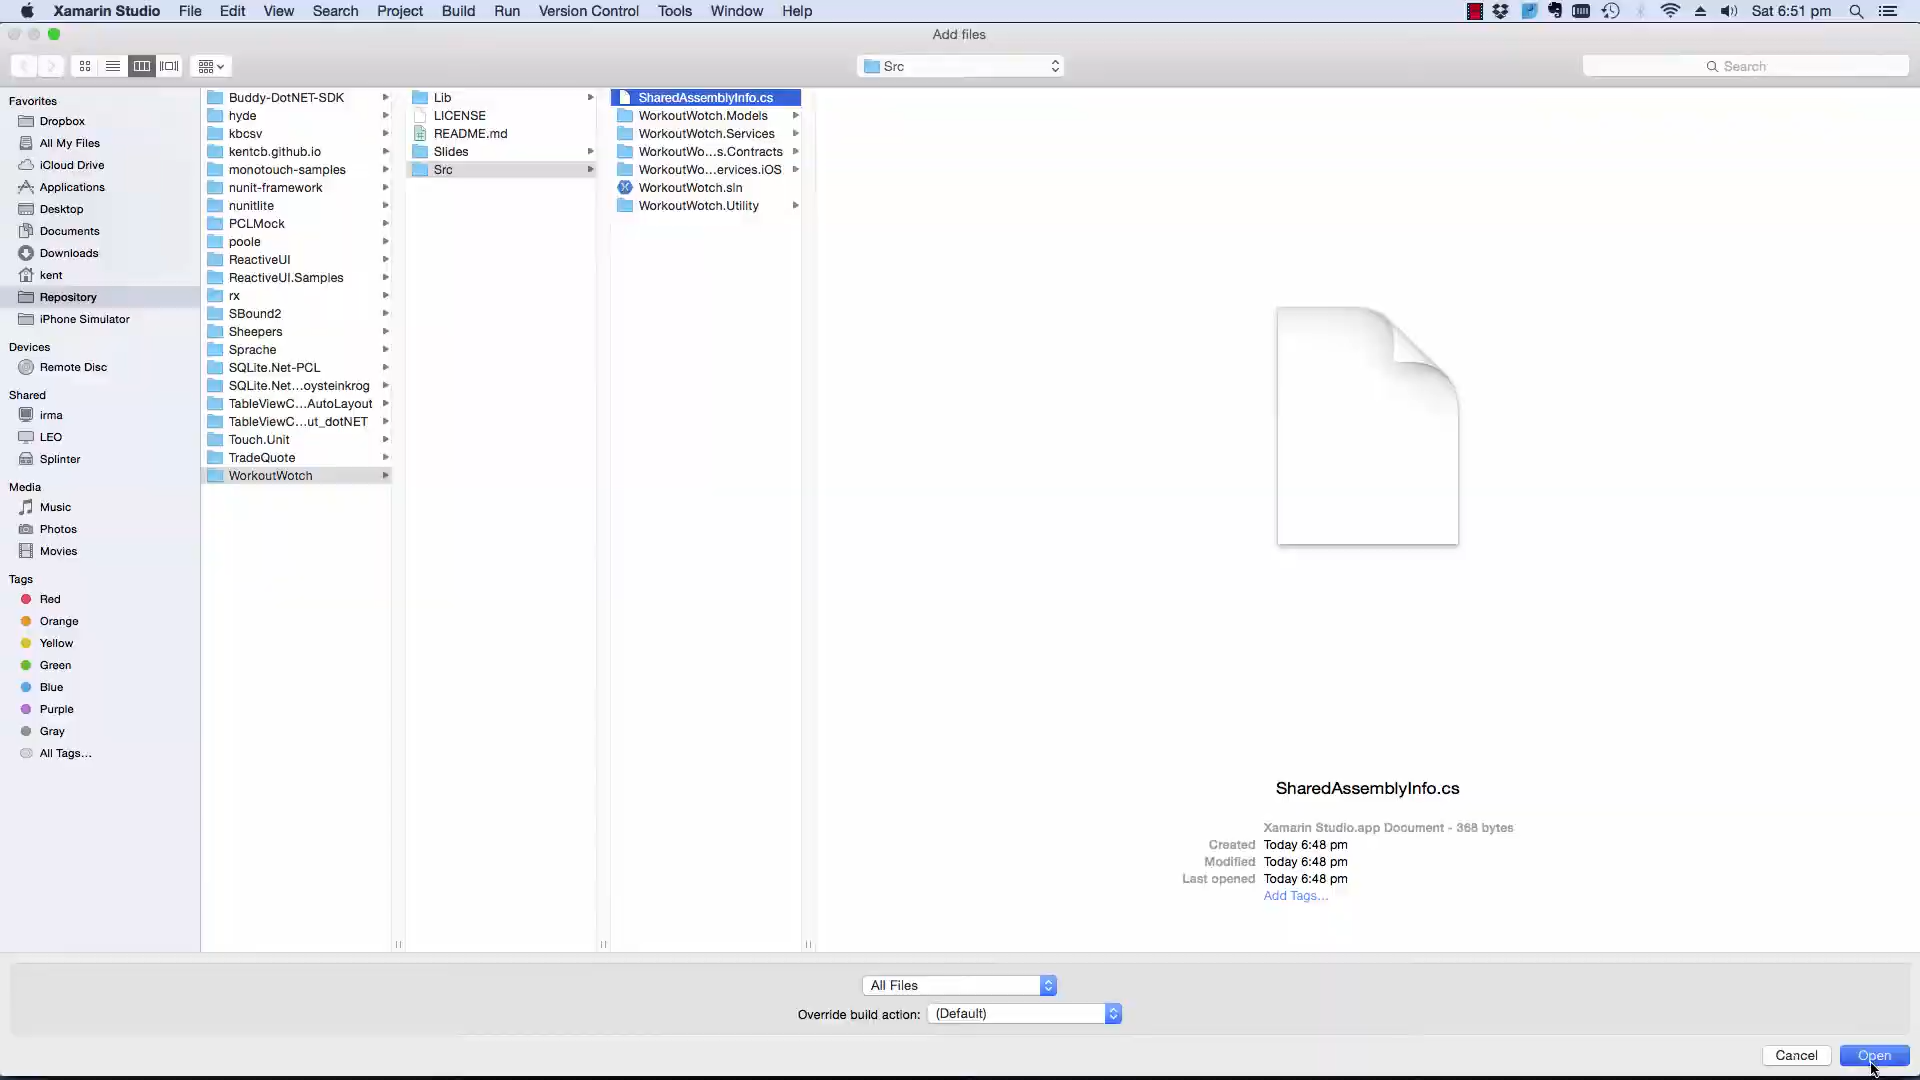 Xamarin Studio File Edit View Search Project Build Run Version Control Tools Window Help Sat 6:51 pm
Add files
Src
Search
Favorites
Dropbox
All My Files
iCloud Drive
Applications
Desktop
Documents
Downloads
kent
Repository
iPhone Simulator
Devices
Remote Disc
Shared
irma
LEO
Splinter
Media
Music
Photos
Movies
Tags
Red
Orange
Yellow
Green
Blue
Purple
Gray
All Tags...
Buddy-DotNET-SDK
hyde
kbcsv
kentcb.github.io
monotouch-samples
nunit-framework
nunitlite
PCLMock
poole
ReactiveUI
ReactiveUI.Samples
rx
SBound2
Sheepers
Sprache
SQLite.Net-PCL
SQLite.Net...oysteinkrog
TableViewC...AutoLayout
TableViewC...ut_dotNET
Touch.Unit
TradeQuote
WorkoutWotch
Lib
LICENSE
README.md
Slides
Src
SharedAssemblyInfo.cs
WorkoutWotch.Models
WorkoutWotch.Services
WorkoutWo...s.Contracts
WorkoutWo...ervices.iOS
WorkoutWotch.sln
WorkoutWotch.Utility
SharedAssemblyInfo.cs
Xamarin Studio.app Document - 368 bytes
Created Today 6:48 pm
Modified Today 6:48 pm
Last opened Today 6:48 pm
Add Tags...
All Files
Override build action: (Default)
Cancel Open